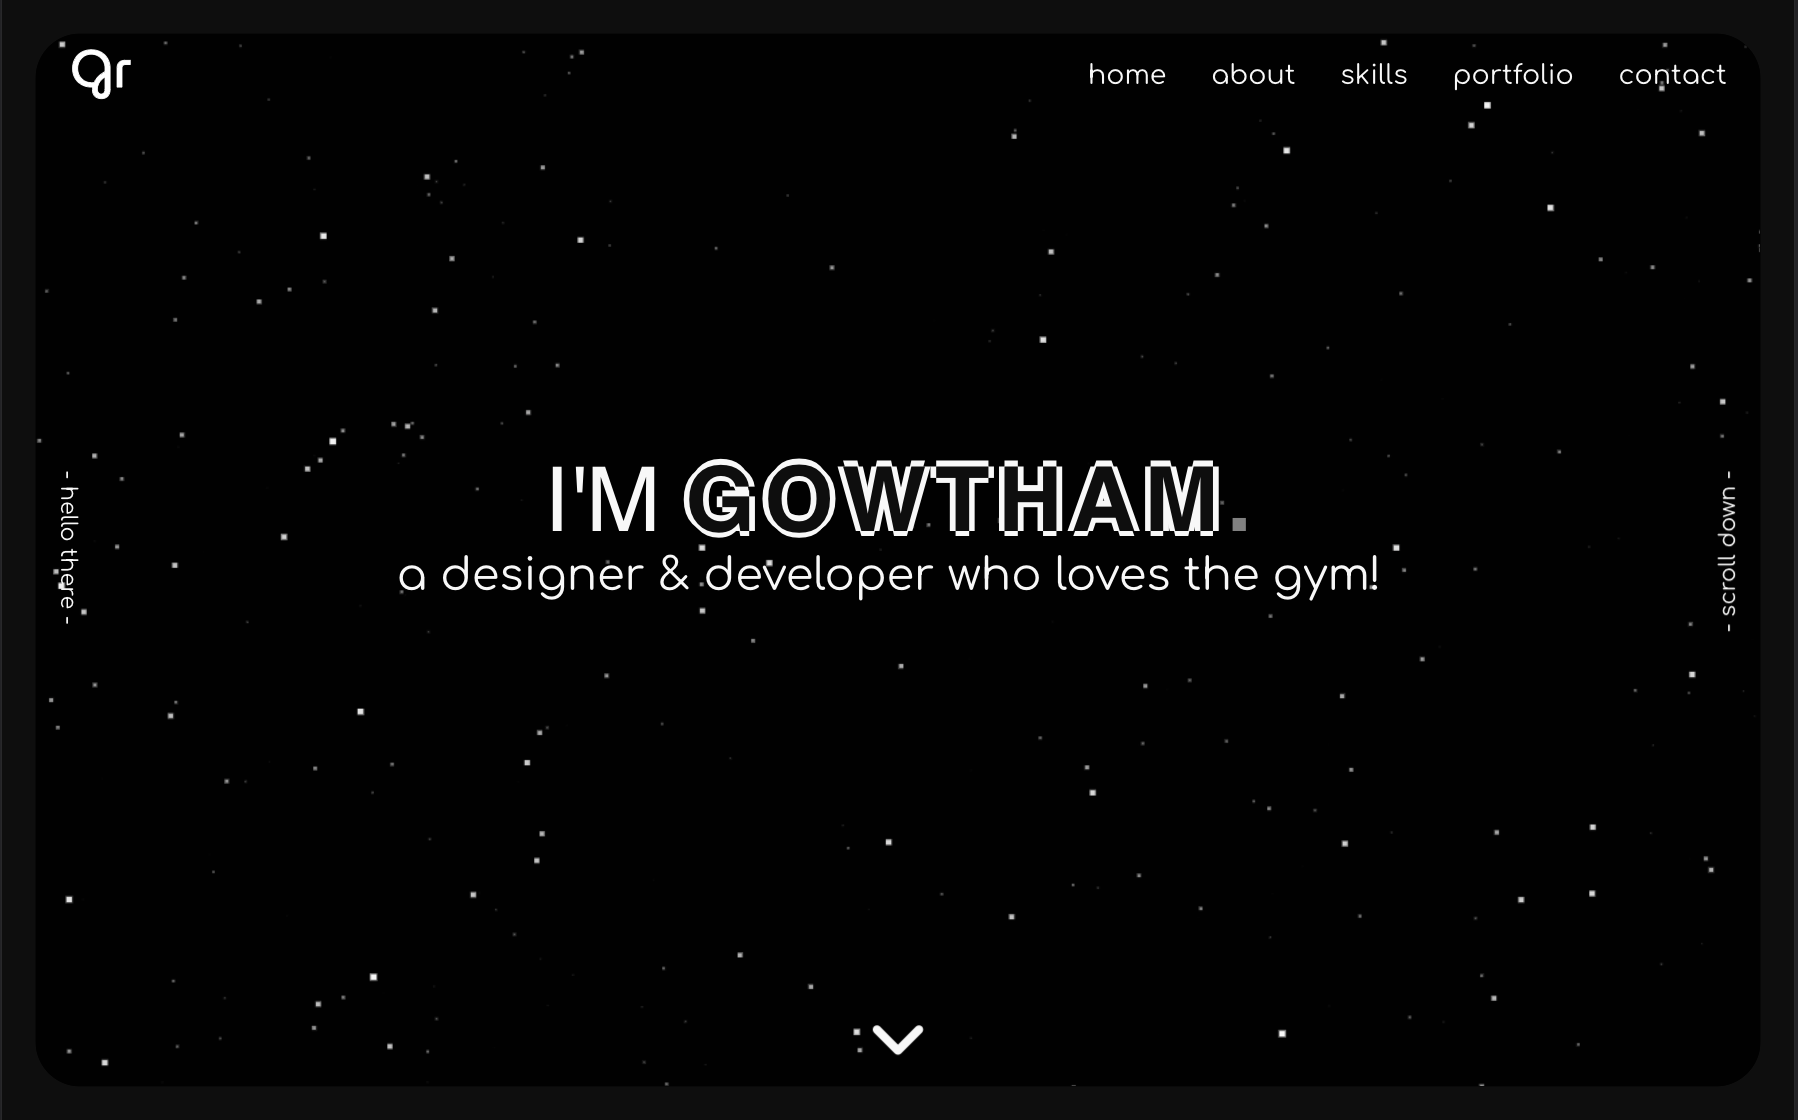 gr
home about skills portfolio contact
- hello there -
I'M GOWTHAM.
a designer & developer who loves the gym!
- scroll down -